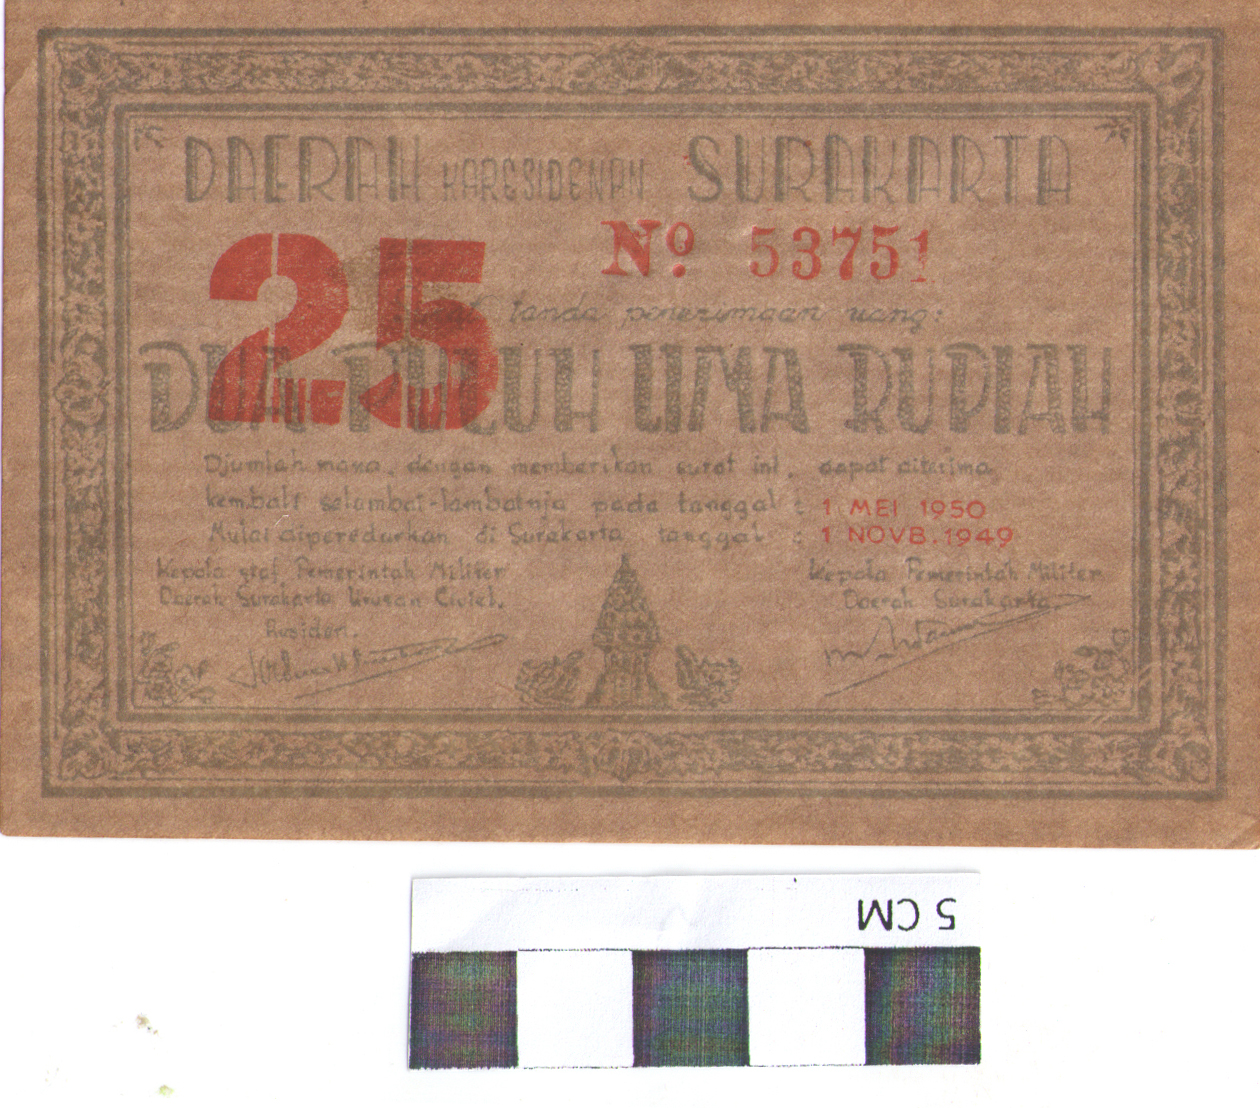 DAERAH KARESIDENAN SURAKARTA
25
No 53751
tanda penerimaan uang:
DUA PULUH LIMA RUPIAH
Djumlah mana, dengan memberikan surat ini, dapat diterima
kembali selambat-lambatnja pada tanggal : 1 MEI 1950
Mulai diperedarkan di Surakarta tanggal : 1 NOVB. 1949
Kepala staf Pemerintah Militer
Daerah Surakarta Urusan Civiel.
Residen.
Kepala Pemerintah Militer
Daerah Surakarta.
5 CM